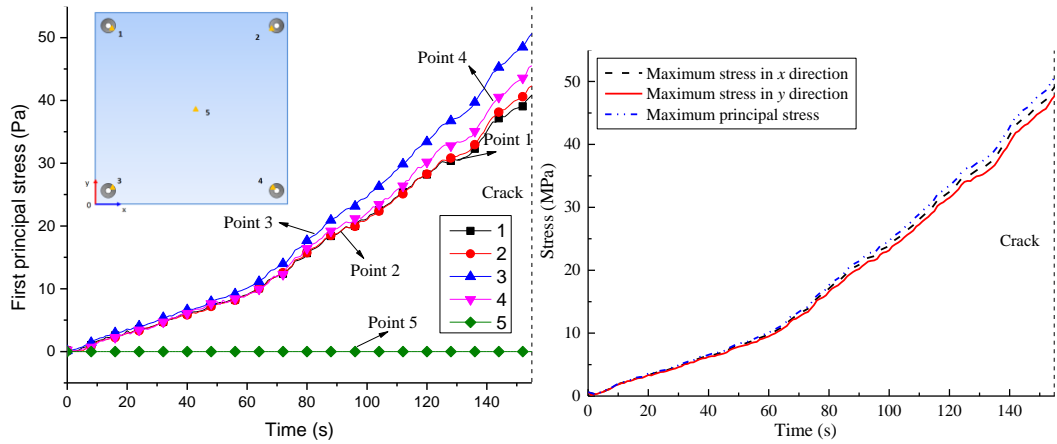 First principal stress (Pa)
50
40
30
20
10
0
0 20 40 60 80 100 120 140
Time (s)
1
2
5
3
4
y
0
x
Point 4
Point 1
Point 3
Point 2
Point 5
Crack
1
2
3
4
5
Stress (MPa)
50
40
30
20
10
0
0 20 40 60 80 100 120 140
Time (s)
Maximum stress in x direction
Maximum stress in y direction
Maximum principal stress
Crack